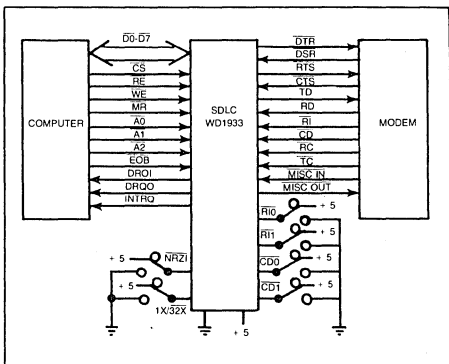 D0-D7
CS
RE
WE
MR
A0
A1
A2
EOB
DRQI
DRQO
INTRQ
COMPUTER
SDLC
WD1933
DTR
DSR
RTS
CTS
TD
RD
RI
CD
RC
TC
MISC IN
MISC OUT
MODEM
RI0
+ 5
RI1
+ 5
CD0
+ 5
CD1
+ 5
+ 5
NRZI
+ 5
1X/32X
+ 5